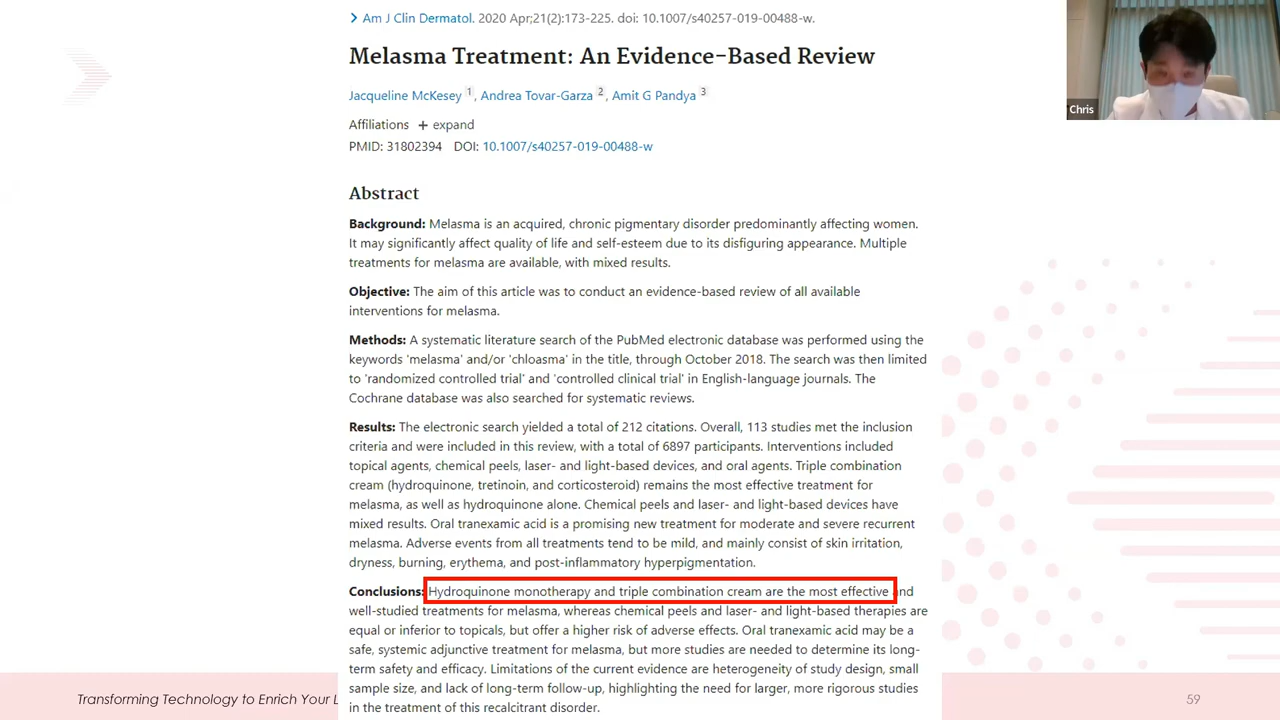 Am J Clin Dermatol. 2020 Apr;21(2):173-225. doi: 10.1007/s40257-019-00488-w.
Melasma Treatment: An Evidence-Based Review
Jacqueline McKesey 1, Andrea Tovar-Garza 2, Amit G Pandya 3
Chris
Affiliations + expand
PMID: 31802394 DOI: 10.1007/s40257-019-00488-w
Abstract
Background: Melasma is an acquired, chronic pigmentary disorder predominantly affecting women.
It may significantly affect quality of life and self-esteem due to its disfiguring appearance. Multiple
treatments for melasma are available, with mixed results.
Objective: The aim of this article was to conduct an evidence-based review of all available
interventions for melasma.
Methods: A systematic literature search of the PubMed electronic database was performed using the
keywords 'melasma' and/or 'chloasma' in the title, through October 2018. The search was then limited
to 'randomized controlled trial' and 'controlled clinical trial' in English-language journals. The
Cochrane database was also searched for systematic reviews.
Results: The electronic search yielded a total of 212 citations. Overall, 113 studies met the inclusion
criteria and were included in this review, with a total of 6897 participants. Interventions included
topical agents, chemical peels, laser- and light-based devices, and oral agents. Triple combination
cream (hydroquinone, tretinoin, and corticosteroid) remains the most effective treatment for
melasma, as well as hydroquinone alone. Chemical peels and laser- and light-based devices have
mixed results. Oral tranexamic acid is a promising new treatment for moderate and severe recurrent
melasma. Adverse events from all treatments tend to be mild, and mainly consist of skin irritation,
dryness, burning, erythema, and post-inflammatory hyperpigmentation.
Conclusions: Hydroquinone monotherapy and triple combination cream are the most effective and
well-studied treatments for melasma, whereas chemical peels and laser- and light-based therapies are
equal or inferior to topicals, but offer a higher risk of adverse effects. Oral tranexamic acid may be a
safe, systemic adjunctive treatment for melasma, but more studies are needed to determine its long-
term safety and efficacy. Limitations of the current evidence are heterogeneity of study design, small
sample size, and lack of long-term follow-up, highlighting the need for larger, more rigorous studies
in the treatment of this recalcitrant disorder.
Transforming Technology to Enrich Your
59